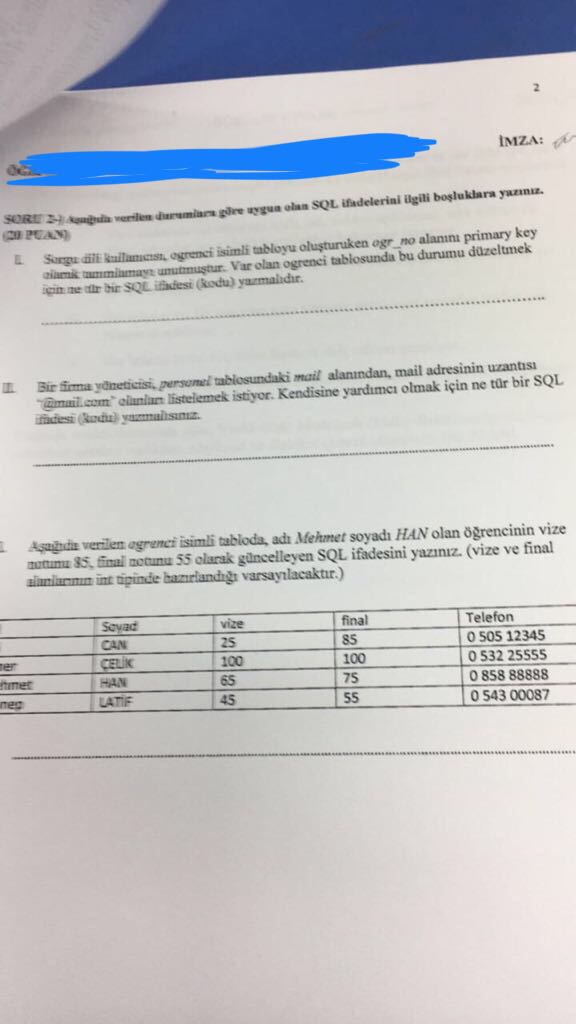 2
İMZA:
SORU 2-) Aşağıda verilen durumlara göre uygun olan SQL ifadelerini ilgili boşluklara yazınız.
(20 PUAN)
I. Sorgu dili kullanıcısı, ogrenci isimli tabloyu oluştururken ogr_no alanını primary key
olarak tanımlamayı unutmuştur. Var olan ogrenci tablosunda bu durumu düzeltmek
için ne tür bir SQL ifadesi (kodu) yazmalıdır.
II. Bir firma yöneticisi, personel tablosundaki mail alanından, mail adresinin uzantısı
"@mail.com" olanları listelemek istiyor. Kendisine yardımcı olmak için ne tür bir SQL
ifadesi (kodu) yazmalısınız.
Aşağıda verilen ogrenci isimli tabloda, adı Mehmet soyadı HAN olan öğrencinin vize
notunu 85, final notunu 55 olarak güncelleyen SQL ifadesini yazınız. (vize ve final
alanlarının int tipinde hazırlandığı varsayılacaktır.)
Soyad vize final Telefon
CAN 25 85 0 505 12345
ÇELİK 100 100 0 532 25555
HAN 65 75 0 858 88888
LATİF 45 55 0 543 00087